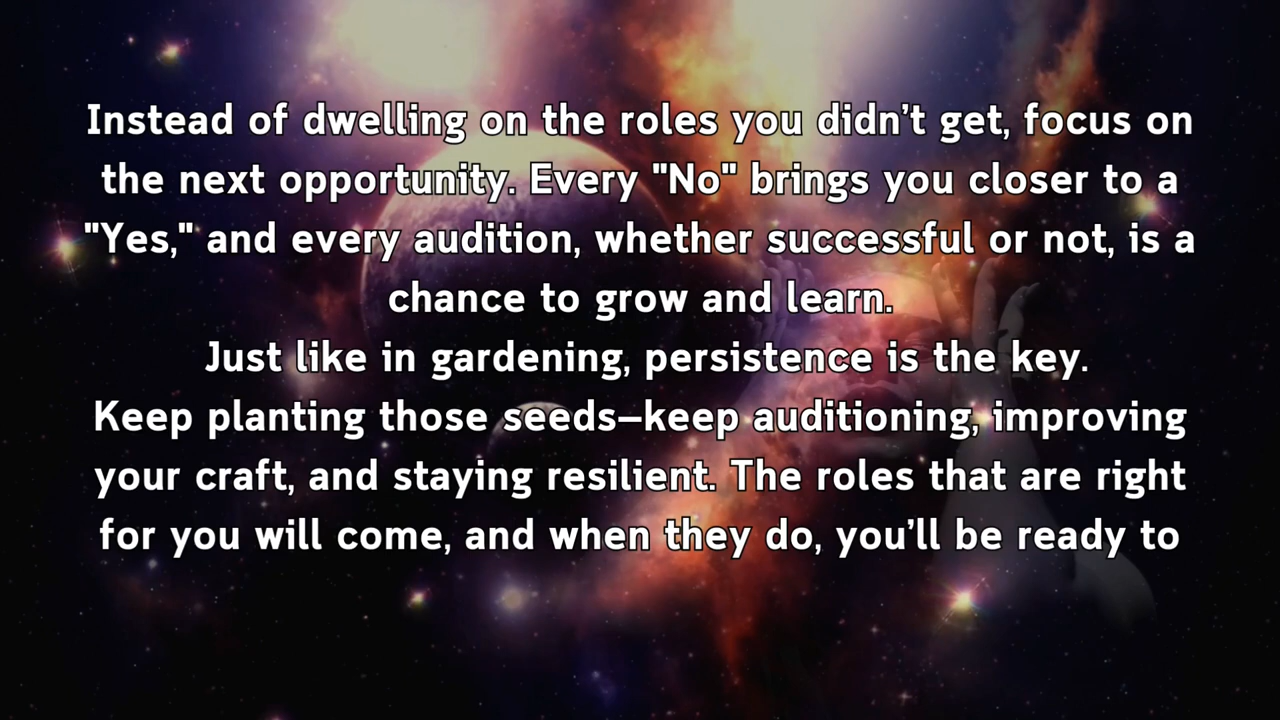 Instead of dwelling on the roles you didn’t get, focus on
the next opportunity. Every "No" brings you closer to a
"Yes," and every audition, whether successful or not, is a
chance to grow and learn.
Just like in gardening, persistence is the key.
Keep planting those seeds—keep auditioning, improving
your craft, and staying resilient. The roles that are right
for you will come, and when they do, you’ll be ready to